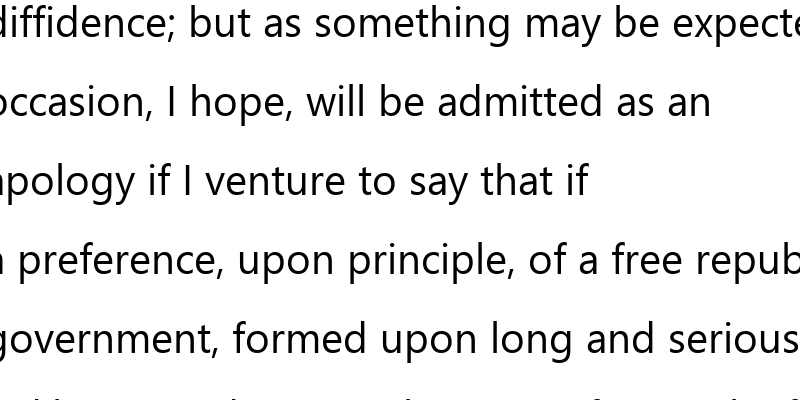 diffidence; but as something may be expecte
occasion, I hope, will be admitted as an
apology if I venture to say that if
a preference, upon principle, of a free repub
government, formed upon long and serious